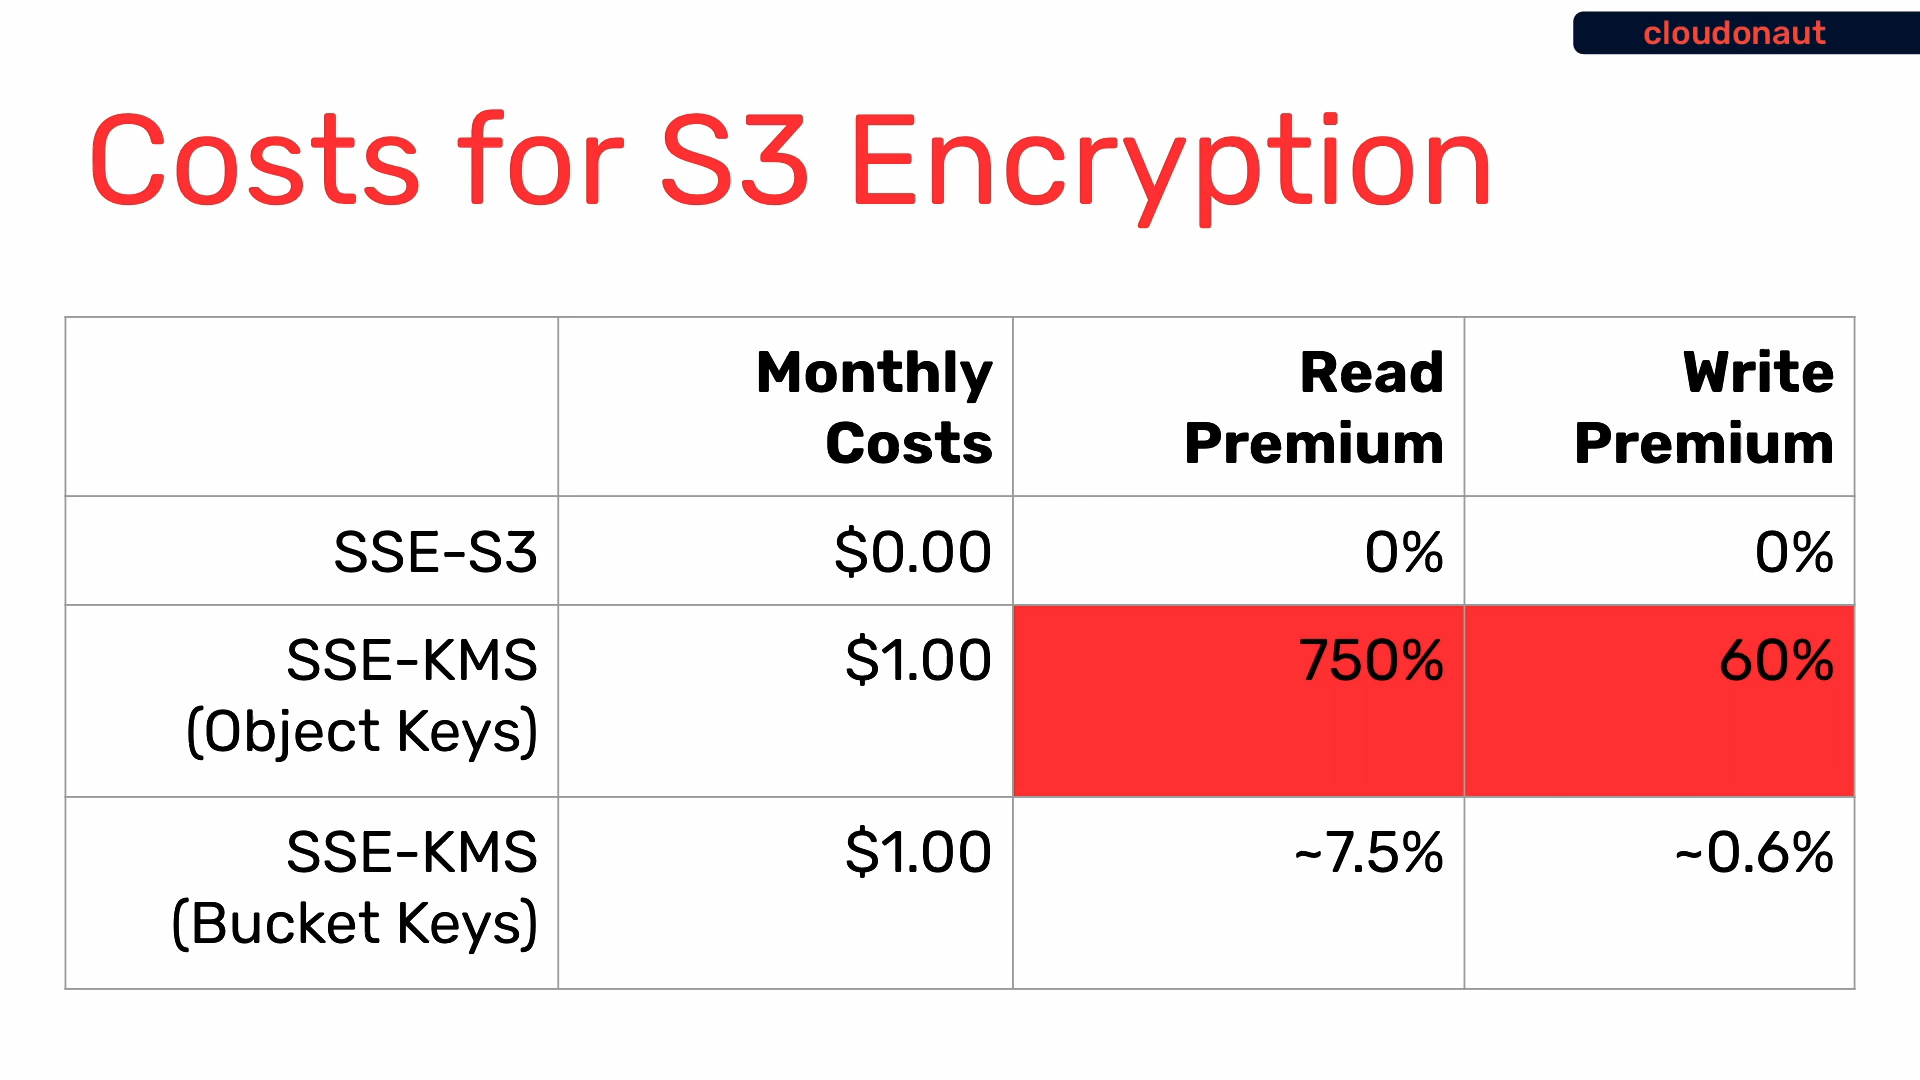 cloudonaut
Costs for S3 Encryption
Monthly Costs
Read Premium
Write Premium
SSE-S3 $0.00 0% 0%
SSE-KMS (Object Keys) $1.00 750% 60%
SSE-KMS (Bucket Keys) $1.00 ~7.5% ~0.6%